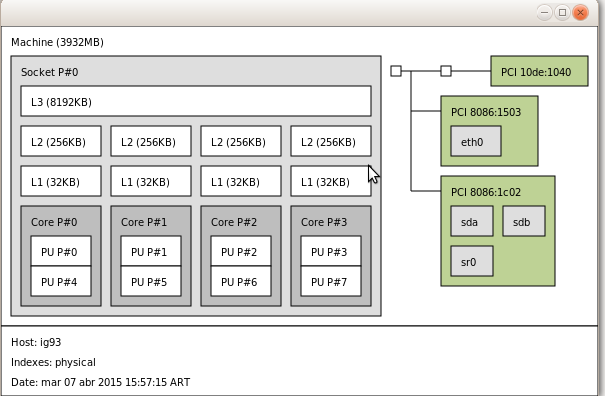 Machine (3932MB)
Socket P#0
L3 (8192KB)
L2 (256KB) L2 (256KB) L2 (256KB) L2 (256KB)
L1 (32KB) L1 (32KB) L1 (32KB) L1 (32KB)
Core P#0 Core P#1 Core P#2 Core P#3
PU P#0 PU P#1 PU P#2 PU P#3
PU P#4 PU P#5 PU P#6 PU P#7
PCI 10de:1040
PCI 8086:1503
eth0
PCI 8086:1c02
sda sdb
sr0
Host: ig93
Indexes: physical
Date: mar 07 abr 2015 15:57:15 ART